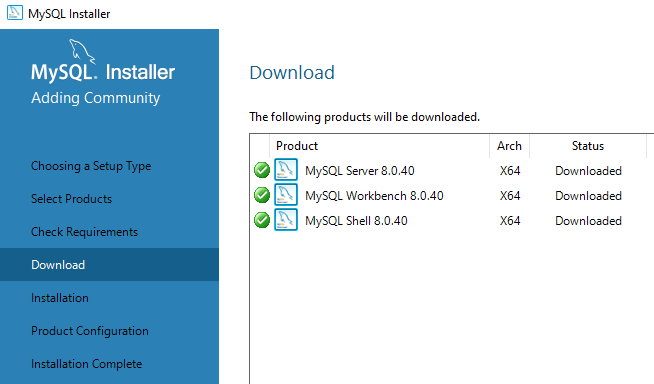 MySQL Installer
MySQL. Installer
Adding Community
Choosing a Setup Type
Select Products
Check Requirements
Download
Installation
Product Configuration
Installation Complete
Download
The following products will be downloaded.
Product Arch Status
MySQL Server 8.0.40 X64 Downloaded
MySQL Workbench 8.0.40 X64 Downloaded
MySQL Shell 8.0.40 X64 Downloaded